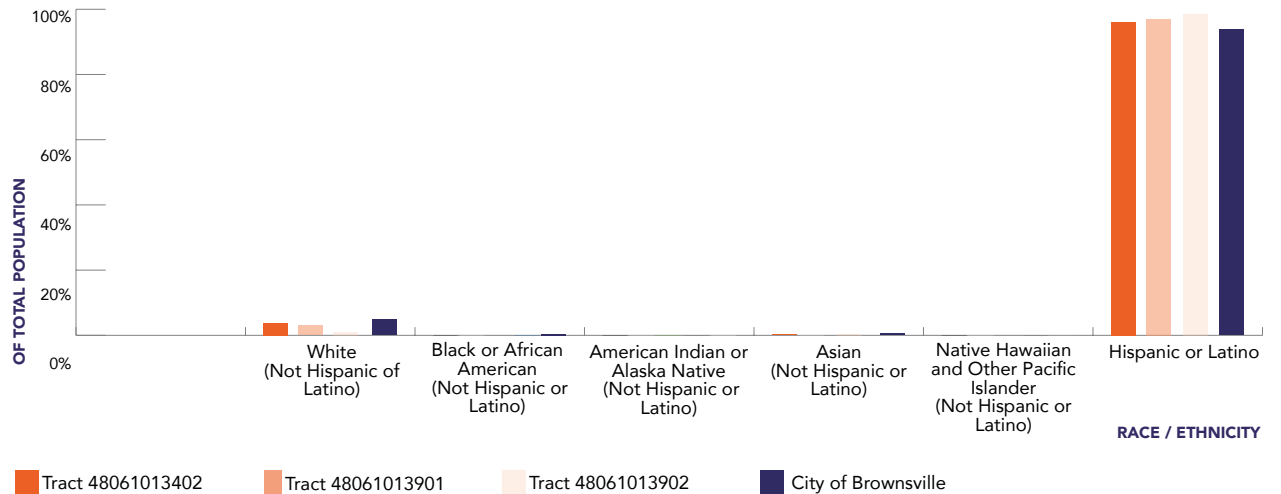 100%
80%
60%
40%
20%
0%
OF TOTAL POPULATION
White
(Not Hispanic of
Latino)
Black or African
American
(Not Hispanic or
Latino)
American Indian or
Alaska Native
(Not Hispanic or
Latino)
Asian
(Not Hispanic or
Latino)
Native Hawaiian
and Other Pacific
Islander
(Not Hispanic or
Latino)
Hispanic or Latino
RACE / ETHNICITY
Tract 48061013402
Tract 48061013901
Tract 48061013902
City of Brownsville